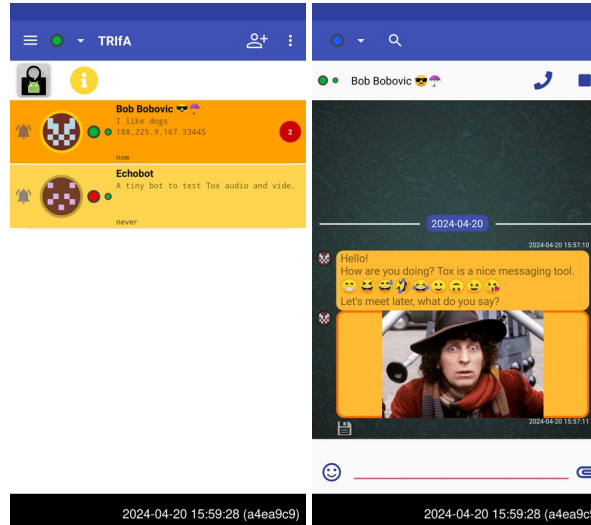 TRIfA
Bob Bobovic 😎☂️
I like dogs
188.225.9.167 33445
2
now
Echobot
A tiny bot to test Tox audio and vide.
never
2024-04-20 15:59:28 (a4ea9c9)
Bob Bobovic 😎☂️
2024-04-20
2024-04-20 15:57:10
Hello!
How are you doing? Tox is a nice messaging tool.
😁😆😅🤣😂🙂🙃😉😘
Let's meet later, what do you say?
2024-04-20 15:57:11
2024-04-20 15:59:28 (a4ea9c9